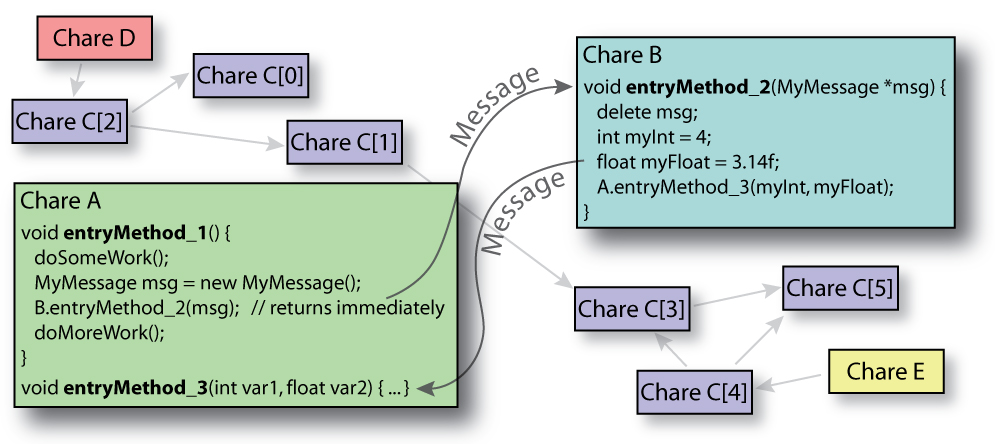 Chare D
Chare C[0]
Chare C[2]
Chare C[1]
Chare A
void entryMethod_1() {
doSomeWork();
MyMessage msg = new MyMessage();
B.entryMethod_2(msg);  // returns immediately
doMoreWork();
}
void entryMethod_3(int var1, float var2) { ... }
Message
Message
Chare B
void entryMethod_2(MyMessage *msg) {
delete msg;
int myInt = 4;
float myFloat = 3.14f;
A.entryMethod_3(myInt, myFloat);
}
Chare C[3]
Chare C[5]
Chare C[4]
Chare E